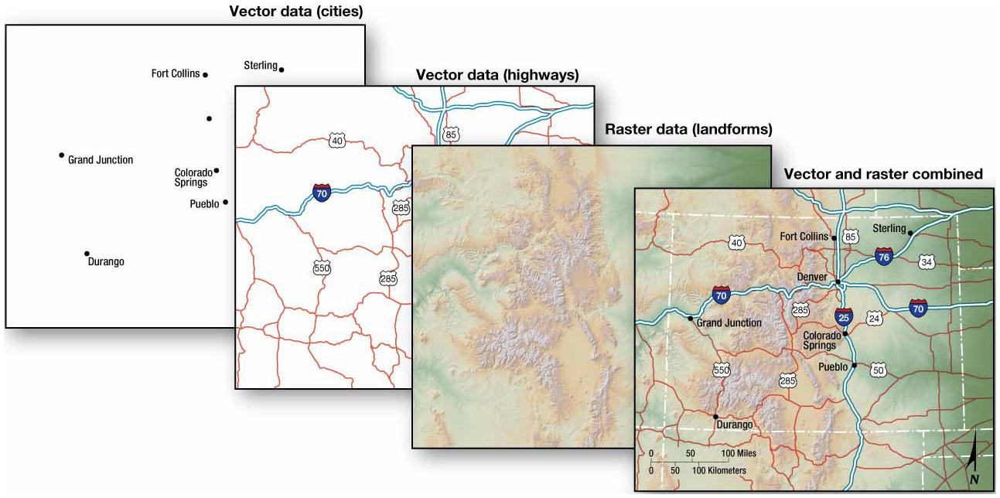 Vector data (cities)
Sterling
Fort Collins
Grand Junction
Colorado
Springs
Pueblo
Durango
Vector data (highways)
85
40
70
285
550
285
Raster data (landforms)
Vector and raster combined
Sterling
Fort Collins
85
40
76
34
Denver
70
70
285
25
24
Grand Junction
Colorado
Springs
Pueblo
550
50
285
Durango
0 50 100 Miles
0 50 100 Kilometers
N